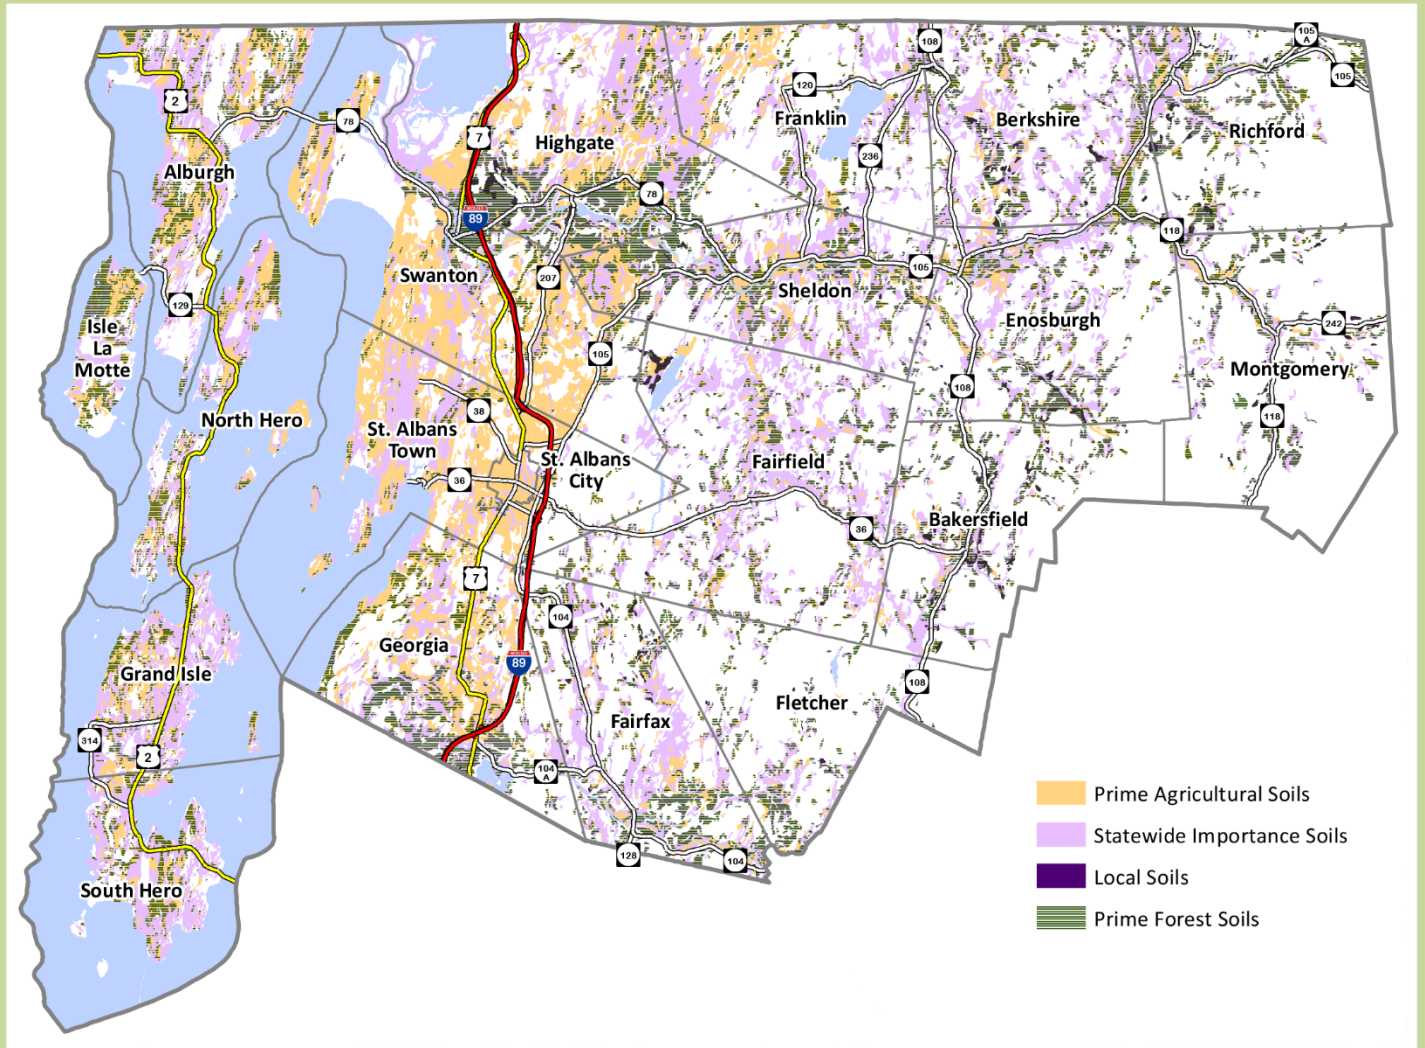 105
A
108
105
120
2
78
Franklin
Berkshire
Richford
7
Highgate
236
Alburgh
78
89
118
Swanton
207
105
Sheldon
129
Isle
La
Motte
Enosburgh
242
105
Montgomery
108
38
118
North Hero
St. Albans
Town
St. Albans
City
Fairfield
36
Bakersfield
36
7
104
Georgia
89
Grand Isle
108
Fletcher
Fairfax
314
2
104
A
Prime Agricultural Soils
Statewide Importance Soils
128
104
Local Soils
South Hero
Prime Forest Soils